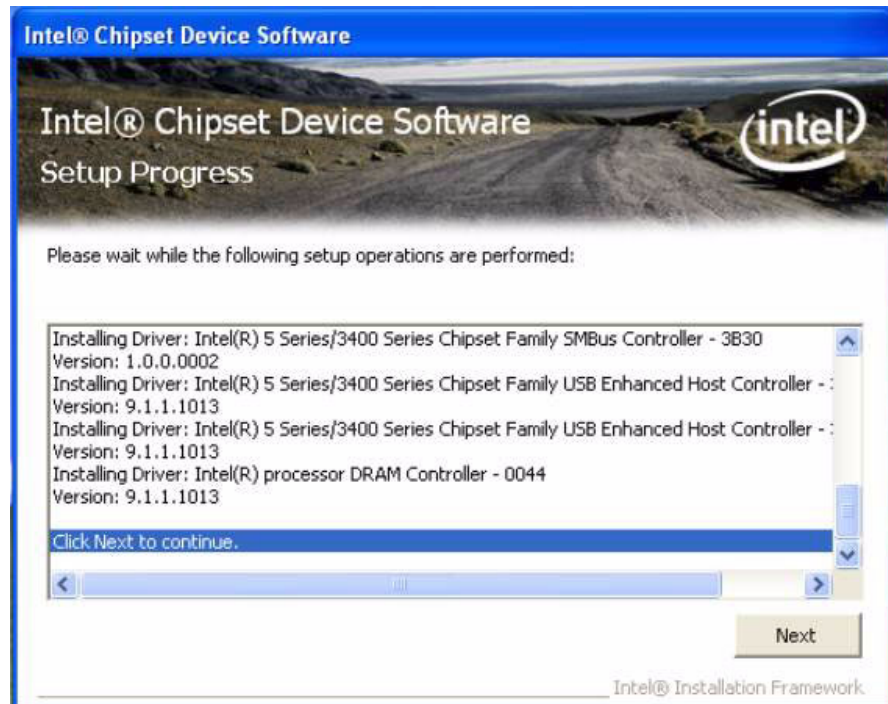 Intel® Chipset Device Software
Intel® Chipset Device Software
Setup Progress
intel
Please wait while the following setup operations are performed:
Installing Driver: Intel(R) 5 Series/3400 Series Chipset Family SMBus Controller - 3B30
Version: 1.0.0.0002
Installing Driver: Intel(R) 5 Series/3400 Series Chipset Family USB Enhanced Host Controller -
Version: 9.1.1.1013
Installing Driver: Intel(R) 5 Series/3400 Series Chipset Family USB Enhanced Host Controller -
Version: 9.1.1.1013
Installing Driver: Intel(R) processor DRAM Controller - 0044
Version: 9.1.1.1013
Click Next to continue.
Next
Intel® Installation Framework